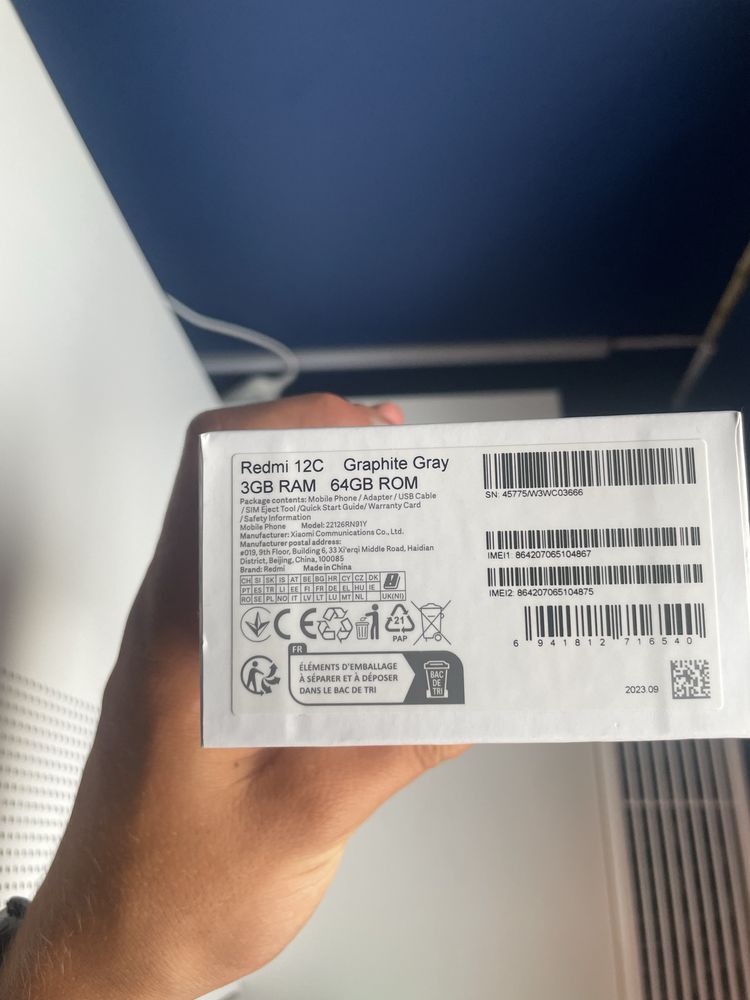 Redmi 12C Graphite Gray
3GB RAM 64GB ROM
Package contents: Mobile Phone / Adapter / USB Cable
/ SIM Eject Tool / Quick Start Guide / Warranty Card
/ Safety Information
Mobile Phone Model: 22126RN91Y
Manufacturer: Xiaomi Communications Co., Ltd.
Manufacturer postal address:
#019, 9th Floor, Building 6, 33 Xi'erqi Middle Road, Haidian
District, Beijing, China, 100085
Brand: Redmi Made in China
CH SI SK IS AT BE BG HR CY CZ DK
PT ES TR LI EE FI FR DE EL HU IE
RO SE PL NO IT LV LT LU MT NL UK(NI)
CE
21
PAP
FR
ÉLÉMENTS D'EMBALLAGE
À SÉPARER ET À DÉPOSER
DANS LE BAC DE TRI
BAC
DE
TRI
SN: 45775/W3WC03666
IMEI1: 864207065104867
IMEI2: 864207065104875
6 941812 716540
2023.09